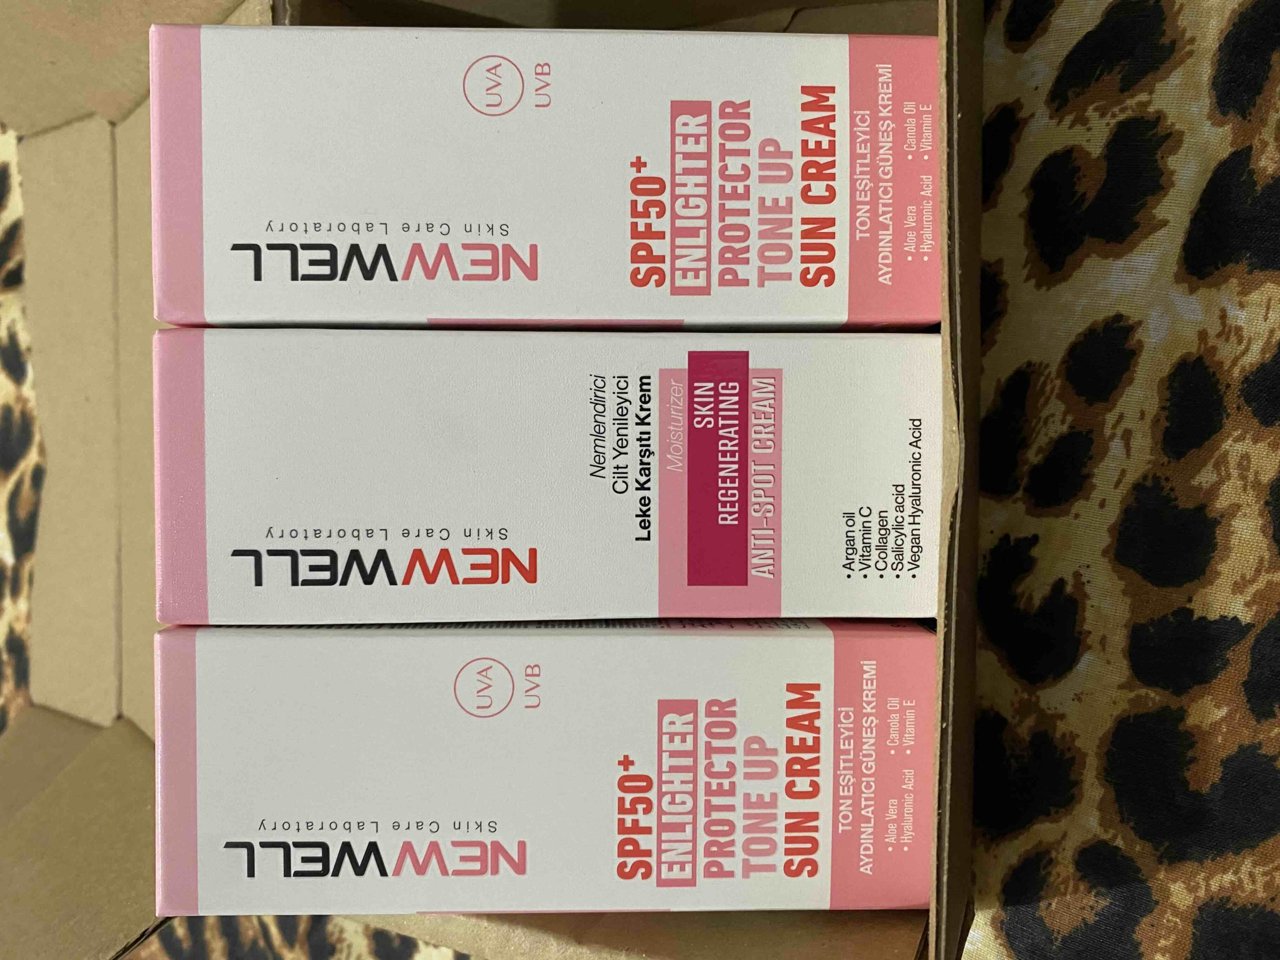 NEWWELL
Skin Care Laboratory
UVA
UVB
SPF50+
ENLIGHTER
PROTECTOR
TONE UP
SUN CREAM
TON EŞİTLEYİCİ
AYDINLATICI GÜNEŞ KREMİ
• Aloe Vera • Canola Oil
• Hyaluronic Acid • Vitamin E
NEWWELL
Skin Care Laboratory
Nemlendirici
Cilt Yenileyici
Leke Karşıtı Krem
Moisturizer
SKIN
REGENERATING
ANTI-SPOT CREAM
• Argan oil
• Vitamin C
• Collagen
• Salicylic acid
• Vegan Hyaluronic Acid
NEWWELL
Skin Care Laboratory
UVA
UVB
SPF50+
ENLIGHTER
PROTECTOR
TONE UP
SUN CREAM
TON EŞİTLEYİCİ
AYDINLATICI GÜNEŞ KREMİ
• Aloe Vera • Canola Oil
• Hyaluronic Acid • Vitamin E